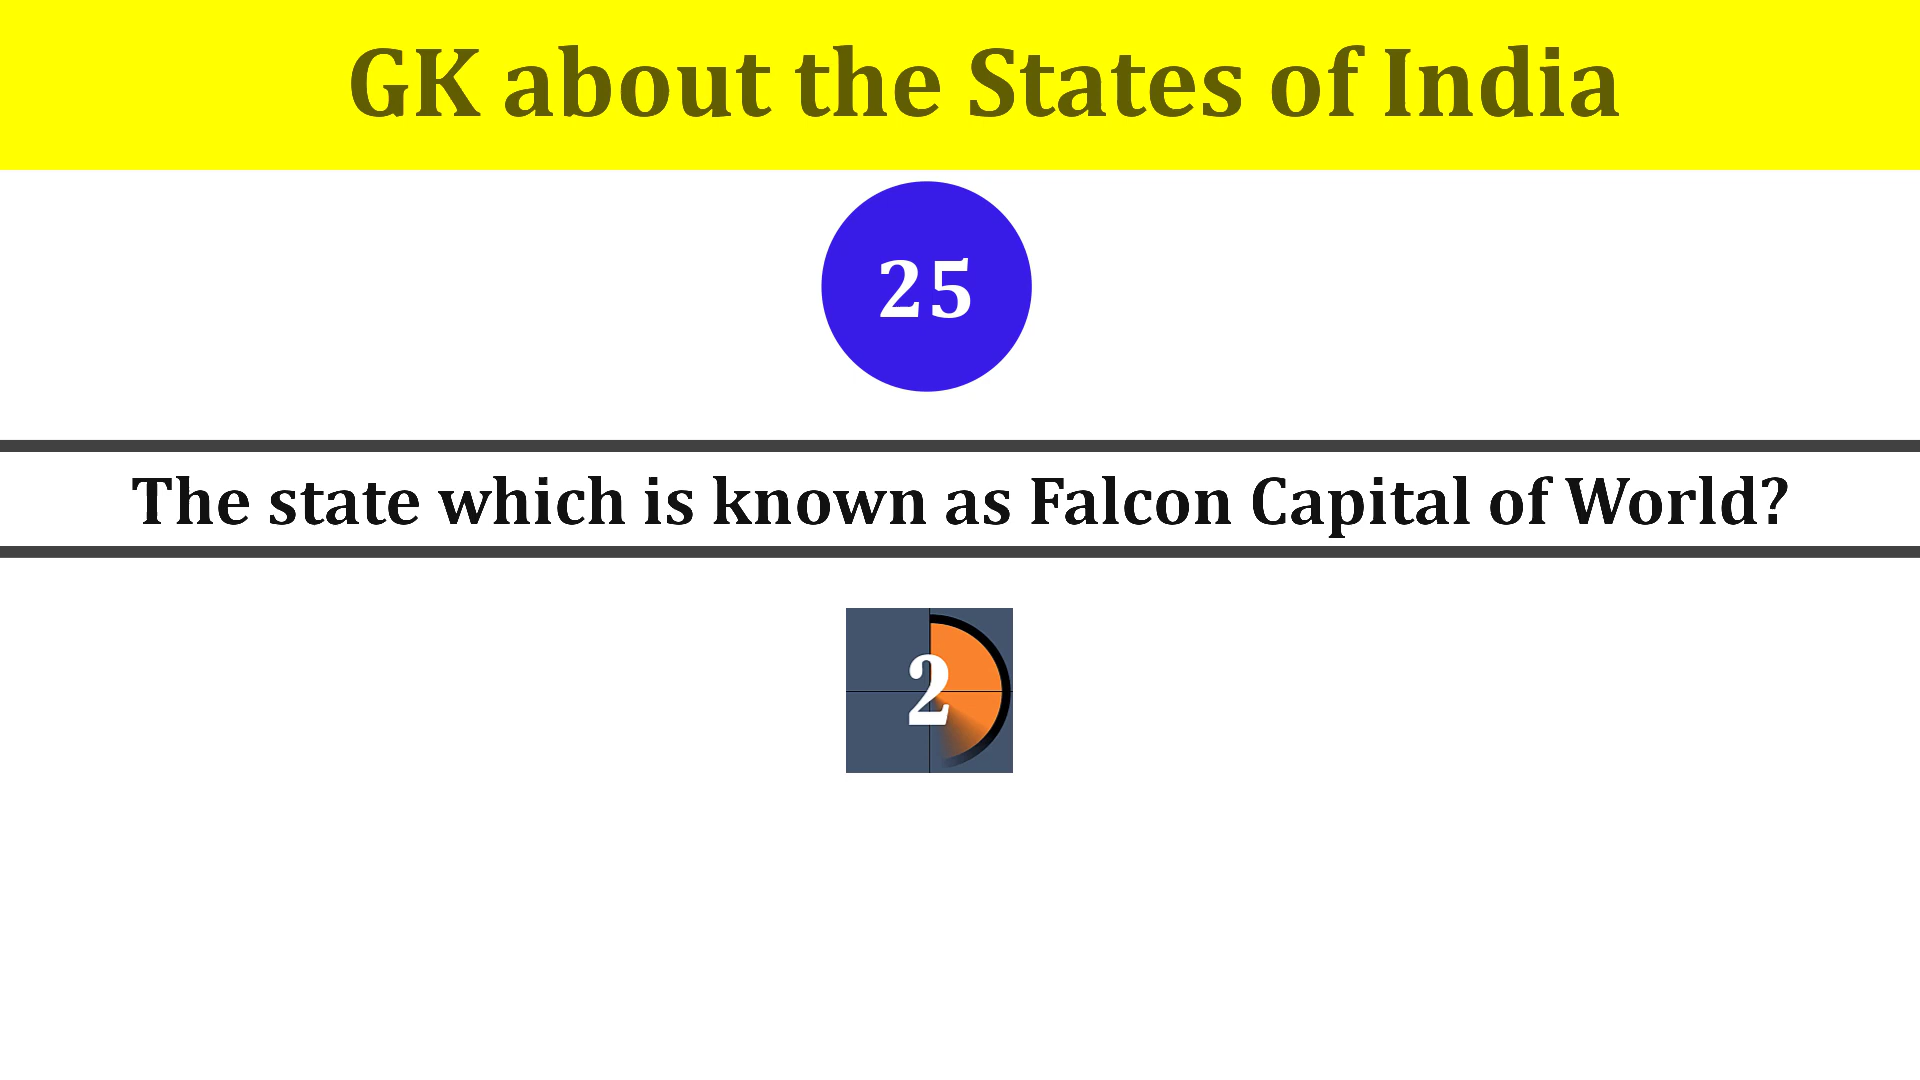 GK about the States of India
25
The state which is known as Falcon Capital of World?
2